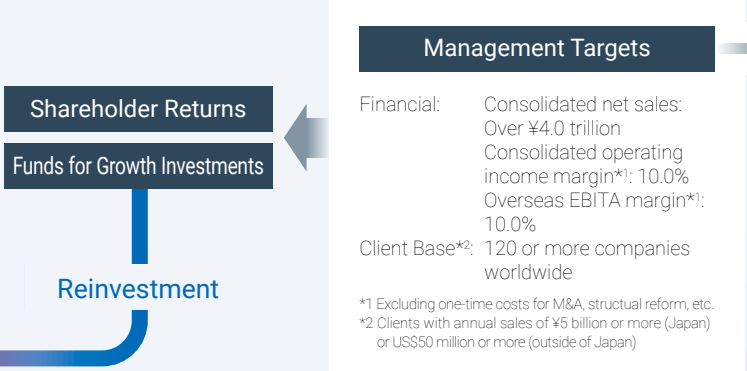 Shareholder Returns
Funds for Growth Investments
Reinvestment
Management Targets
Financial: Consolidated net sales:
Over ¥4.0 trillion
Consolidated operating
income margin*1: 10.0%
Overseas EBITA margin*1:
10.0%
Client Base*2: 120 or more companies
worldwide
*1 Excluding one-time costs for M&A, structual reform, etc.
*2 Clients with annual sales of ¥5 billion or more (Japan)
or US$50 million or more (outside of Japan)